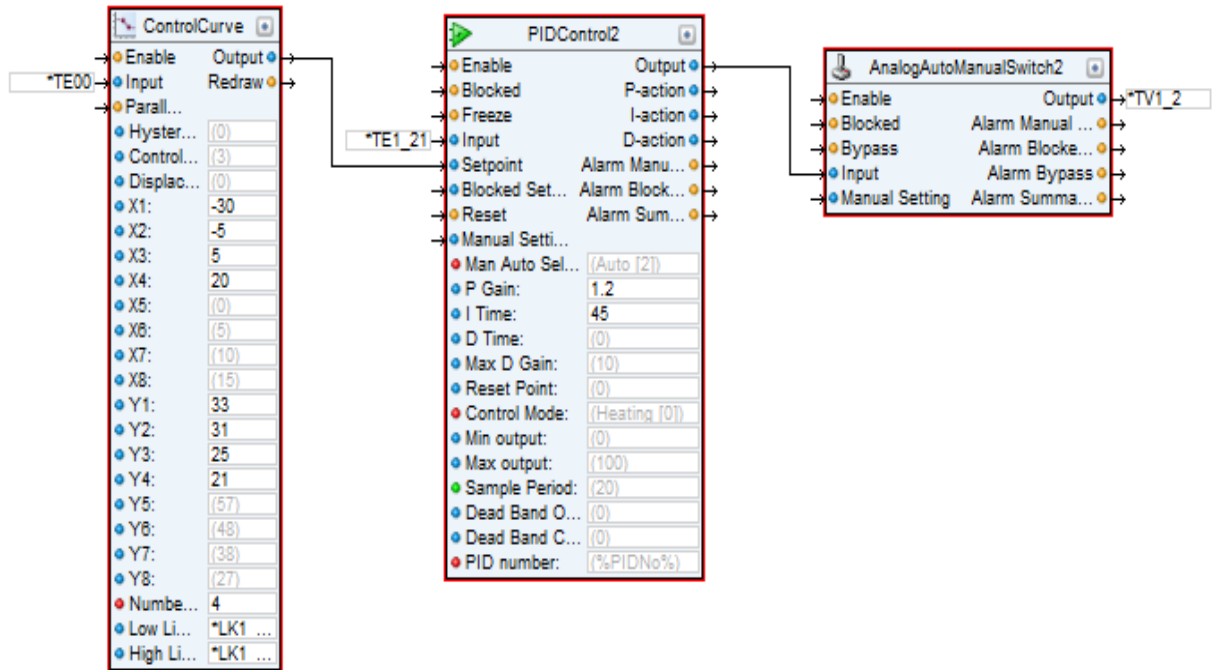 ControlCurve
Enable Output
*TE00 Input Redraw
Parall...
Hyster... (0)
Control... (3)
Displac... (0)
X1: -30
X2: -5
X3: 5
X4: 20
X5: (0)
X6: (5)
X7: (10)
X8: (15)
Y1: 33
Y2: 31
Y3: 25
Y4: 21
Y5: (57)
Y6: (48)
Y7: (38)
Y8: (27)
Numbe... 4
Low Li... *LK1 ...
High Li... *LK1 ...
PIDControl2
Enable Output
Blocked P-action
Freeze I-action
*TE1_21 Input D-action
Setpoint Alarm Manu...
Blocked Set... Alarm Block...
Reset Alarm Sum...
Manual Setti...
Man Auto Sel... (Auto [2])
P Gain: 1.2
I Time: 45
D Time: (0)
Max D Gain: (10)
Reset Point: (0)
Control Mode: (Heating [0])
Min output: (0)
Max output: (100)
Sample Period: (20)
Dead Band O... (0)
Dead Band C... (0)
PID number: (%PIDNo%)
AnalogAutoManualSwitch2
Enable Output *TV1_2
Blocked Alarm Manual ...
Bypass Alarm Blocke...
Input Alarm Bypass
Manual Setting Alarm Summa...